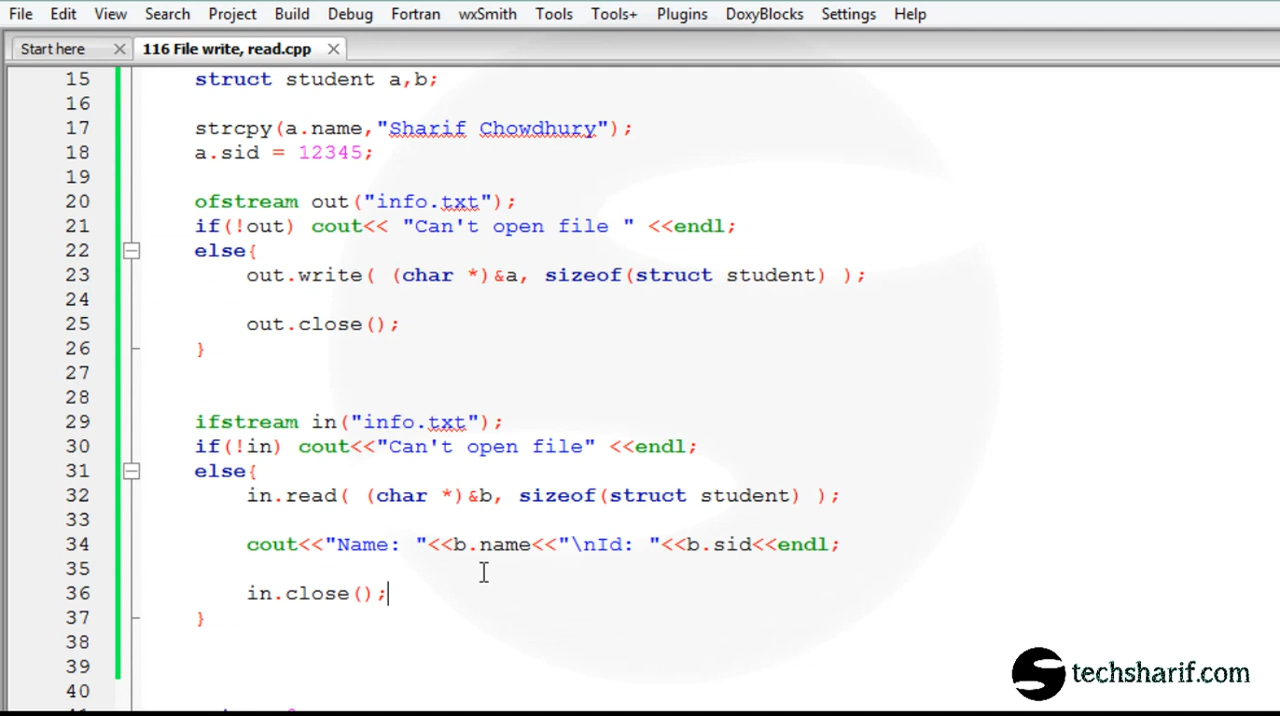 File Edit View Search Project Build Debug Fortran wxSmith Tools Tools+ Plugins DoxyBlocks Settings Help
Start here 116 File write, read.cpp
15 struct student a,b;
16
17 strcpy(a.name,"Sharif Chowdhury");
18 a.sid = 12345;
19
20 ofstream out("info.txt");
21 if(!out) cout<< "Can't open file " <<endl;
22 else{
23 out.write( (char *)&a, sizeof(struct student) );
24
25 out.close();
26 }
27
28
29 ifstream in("info.txt");
30 if(!in) cout<<"Can't open file" <<endl;
31 else{
32 in.read( (char *)&b, sizeof(struct student) );
33
34 cout<<"Name: "<<b.name<<"\nId: "<<b.sid<<endl;
35
36 in.close();
37 }
38
39
40
techsharif.com